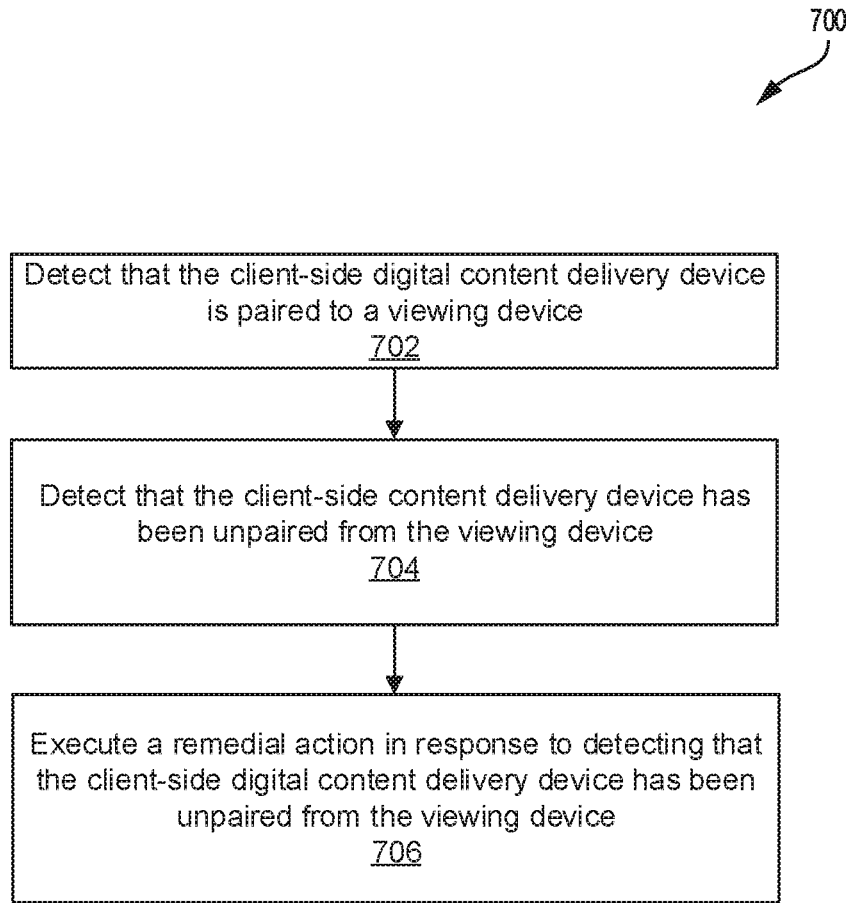 700
Detect that the client-side digital content delivery device
is paired to a viewing device
702
Detect that the client-side content delivery device has
been unpaired from the viewing device
704
Execute a remedial action in response to detecting that
the client-side digital content delivery device has been
unpaired from the viewing device
706